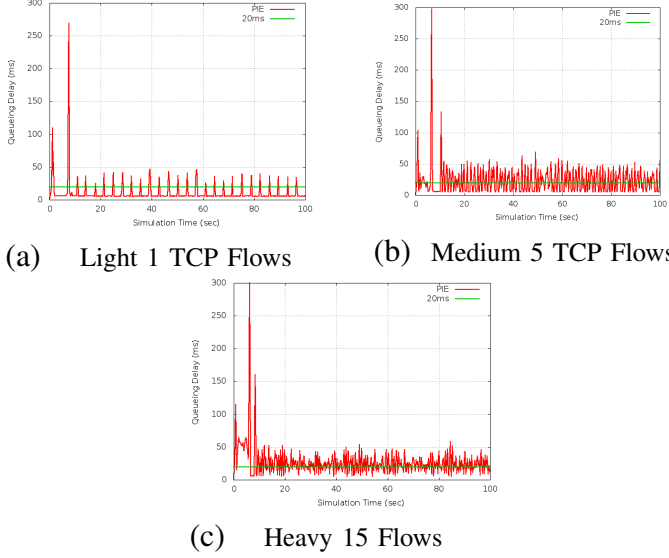 300
250
200
150
100
50
0
Queueing Delay (ms)
PIE
20ms
0 20 40 60 80 100
Simulation Time (sec)
(a) Light 1 TCP Flows
300
250
200
150
100
50
0
Queueing Delay (ms)
PIE
20ms
0 20 40 60 80 100
Simulation Time (sec)
(b) Medium 5 TCP Flows
300
250
200
150
100
50
0
Queueing Delay (ms)
PIE
20ms
0 20 40 60 80 100
Simulation Time (sec)
(c) Heavy 15 Flows